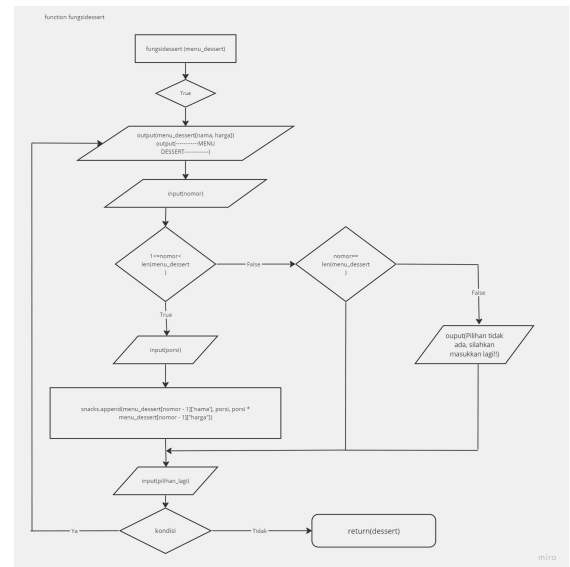 function fungsidessert
fungsidessert (menu_dessert)
True
output(menu_dessert[nama, harga])
output(-----------MENU
DESSERT------------)
input(nomor)
1<=nomor<
len(menu_dessert
)
False
nomor==
len(menu_dessert
)
False
True
ouput(Pilihan tidak
ada, silahkan
masukkan lagi!!)
input(porsi)
snacks.append(menu_dessert[nomor - 1]['nama'], porsi, porsi *
menu_dessert[nomor - 1]["harga"])
input(pilihan_lagi)
Ya
kondisi
Tidak
return(dessert)
miro